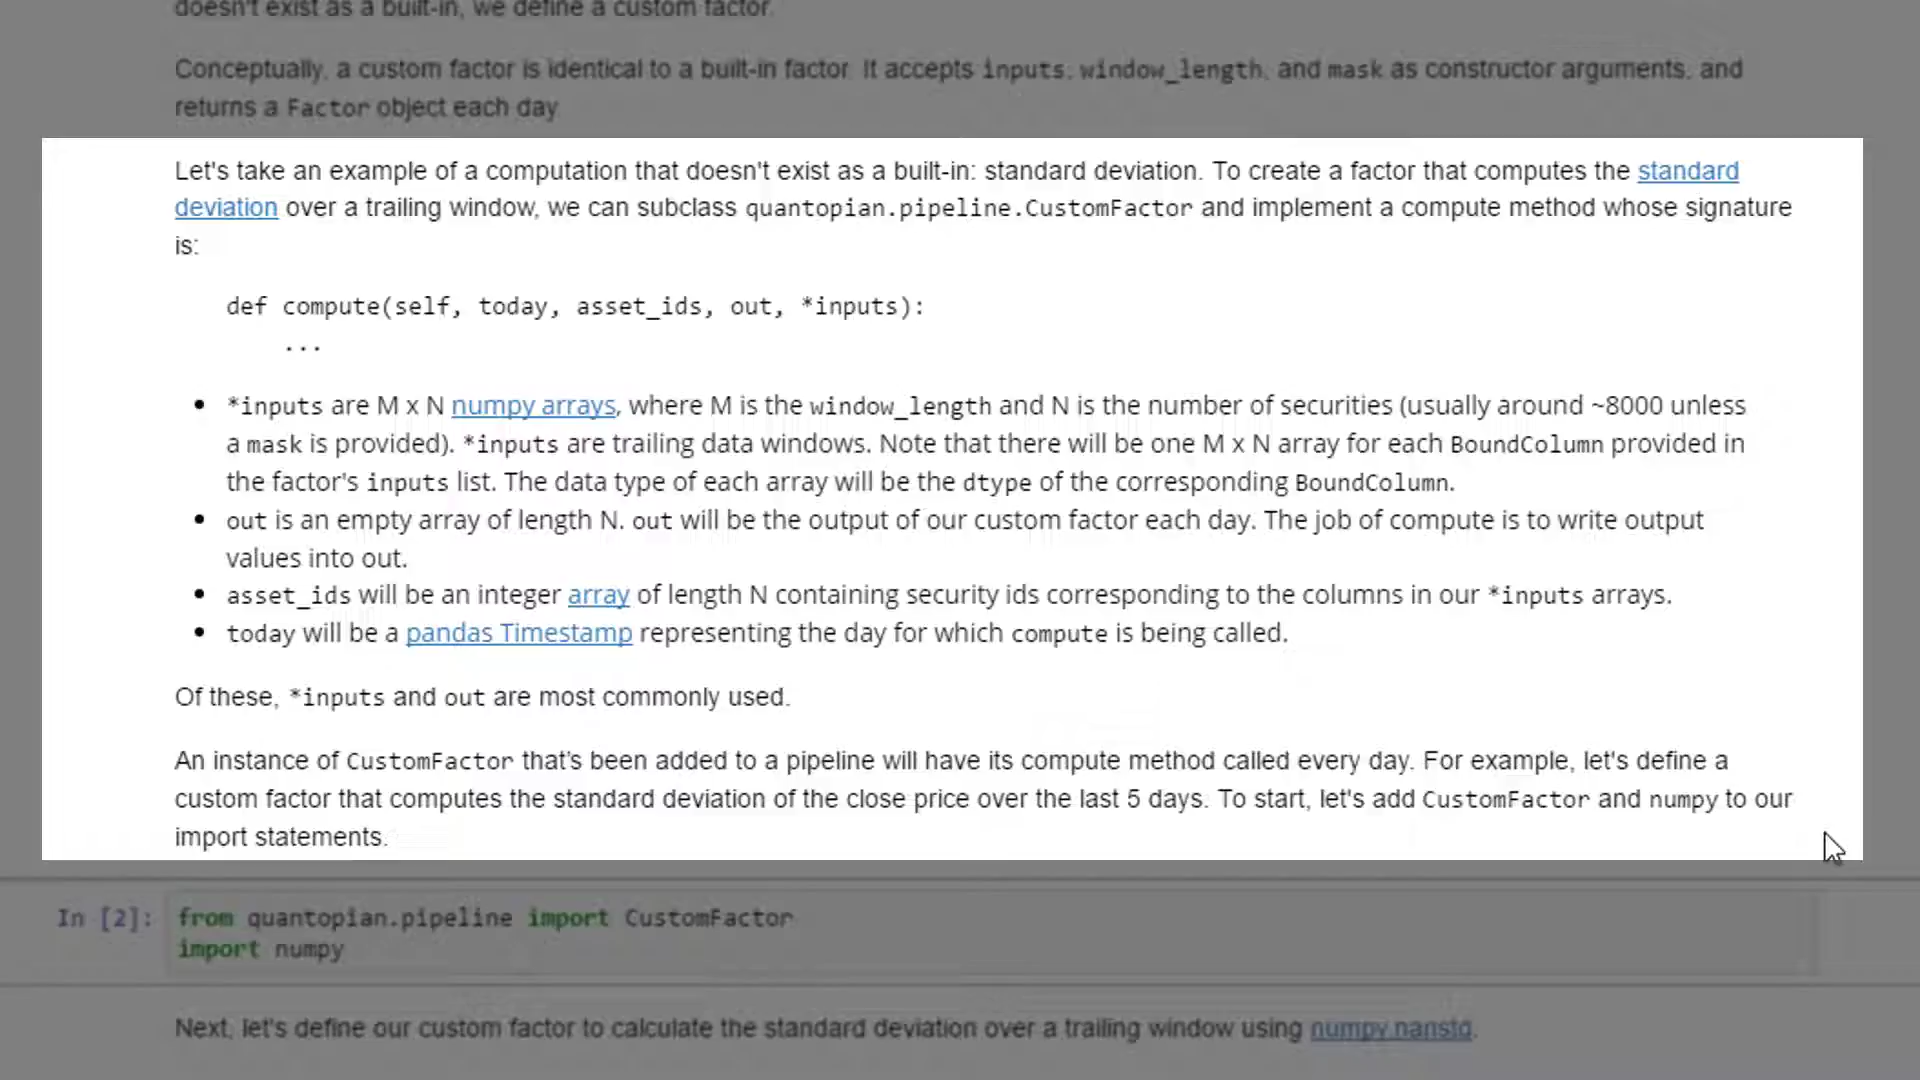 doesn't exist as a built-in, we define a custom factor.
Conceptually, a custom factor is identical to a built-in factor. It accepts inputs, window_length, and mask as constructor arguments, and
returns a Factor object each day.
Let's take an example of a computation that doesn't exist as a built-in: standard deviation. To create a factor that computes the standard
deviation over a trailing window, we can subclass quantopian.pipeline.CustomFactor and implement a compute method whose signature
is:
def compute(self, today, asset_ids, out, *inputs):
...
• *inputs are M x N numpy arrays, where M is the window_length and N is the number of securities (usually around ~8000 unless
a mask is provided). *inputs are trailing data windows. Note that there will be one M x N array for each BoundColumn provided in
the factor's inputs list. The data type of each array will be the dtype of the corresponding BoundColumn.
• out is an empty array of length N. out will be the output of our custom factor each day. The job of compute is to write output
values into out.
• asset_ids will be an integer array of length N containing security ids corresponding to the columns in our *inputs arrays.
• today will be a pandas Timestamp representing the day for which compute is being called.
Of these, *inputs and out are most commonly used.
An instance of CustomFactor that's been added to a pipeline will have its compute method called every day. For example, let's define a
custom factor that computes the standard deviation of the close price over the last 5 days. To start, let's add CustomFactor and numpy to our
import statements.
In [2]: from quantopian.pipeline import CustomFactor
import numpy
Next, let's define our custom factor to calculate the standard deviation over a trailing window using numpy.nanstd.